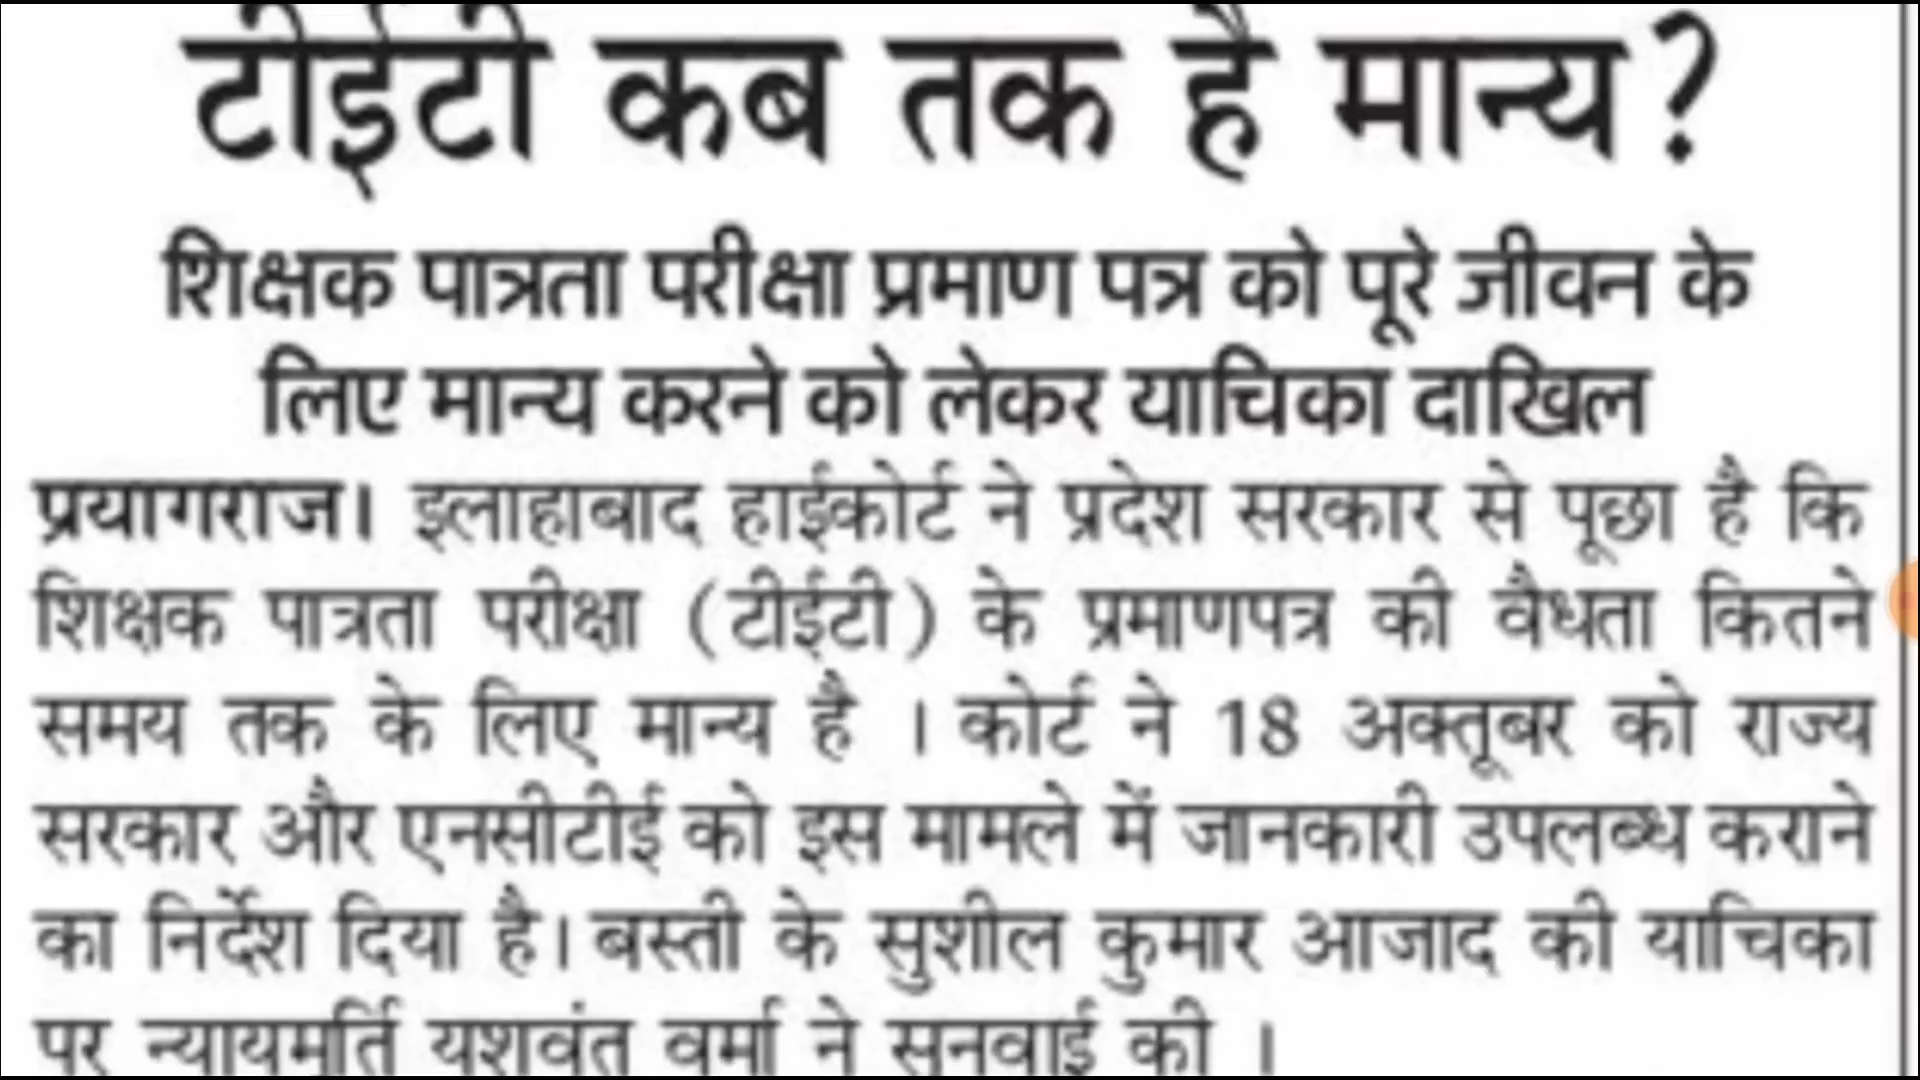 टीईटी कब तक है मान्य?
शिक्षक पात्रता परीक्षा प्रमाण पत्र को पूरे जीवन के
लिए मान्य करने को लेकर याचिका दाखिल
प्रयागराज। इलाहाबाद हाईकोर्ट ने प्रदेश सरकार से पूछा है कि
शिक्षक पात्रता परीक्षा (टीईटी) के प्रमाणपत्र की वैधता कितने
समय तक के लिए मान्य है । कोर्ट ने 18 अक्तूबर को राज्य
सरकार और एनसीटीई को इस मामले में जानकारी उपलब्ध कराने
का निर्देश दिया है। बस्ती के सुशील कुमार आजाद की याचिका
पर न्यायमूर्ति यशवंत वर्मा ने सुनवाई की ।